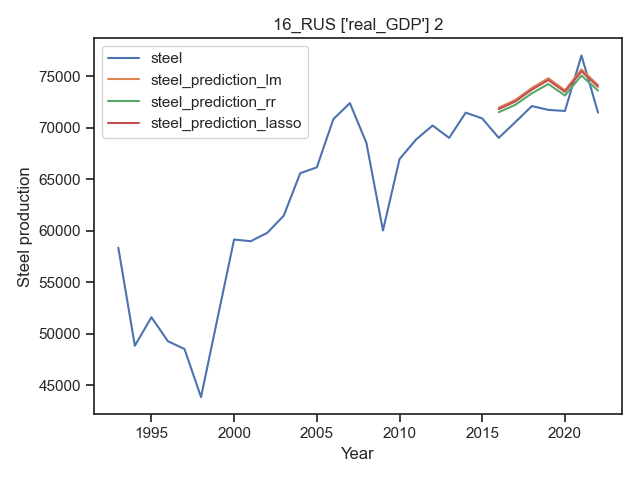 16_RUS ['real_GDP'] 2
steel
steel_prediction_lm
steel_prediction_rr
steel_prediction_lasso
Steel production
75000
70000
65000
60000
55000
50000
45000
1995
2000
2005
2010
2015
2020
Year